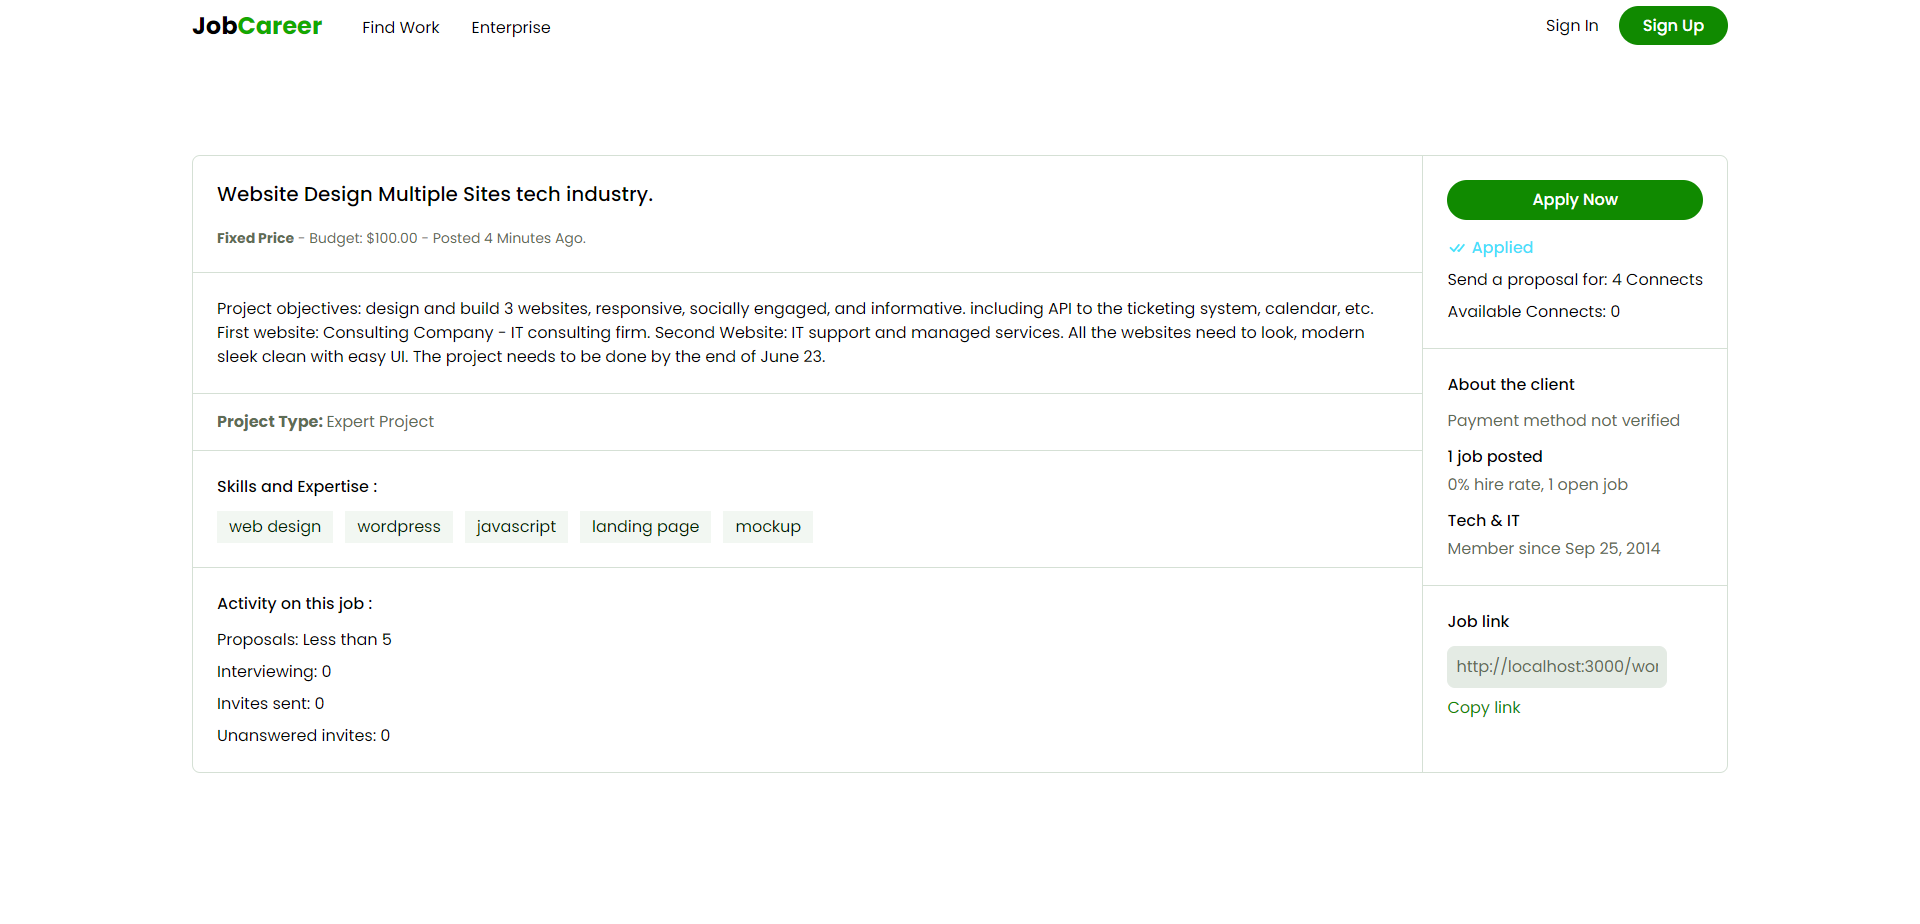 JobCareer Find Work Enterprise Sign In Sign Up
Website Design Multiple Sites tech industry.
Fixed Price - Budget: $100.00 - Posted 4 Minutes Ago.
Project objectives: design and build 3 websites, responsive, socially engaged, and informative. including API to the ticketing system, calendar, etc.
First website: Consulting Company - IT consulting firm. Second Website: IT support and managed services. All the websites need to look, modern
sleek clean with easy UI. The project needs to be done by the end of June 23.
Project Type: Expert Project
Skills and Expertise :
web design wordpress javascript landing page mockup
Activity on this job :
Proposals: Less than 5
Interviewing: 0
Invites sent: 0
Unanswered invites: 0
Apply Now
Applied
Send a proposal for: 4 Connects
Available Connects: 0
About the client
Payment method not verified
1 job posted
0% hire rate, 1 open job
Tech & IT
Member since Sep 25, 2014
Job link
http://localhost:3000/wor
Copy link